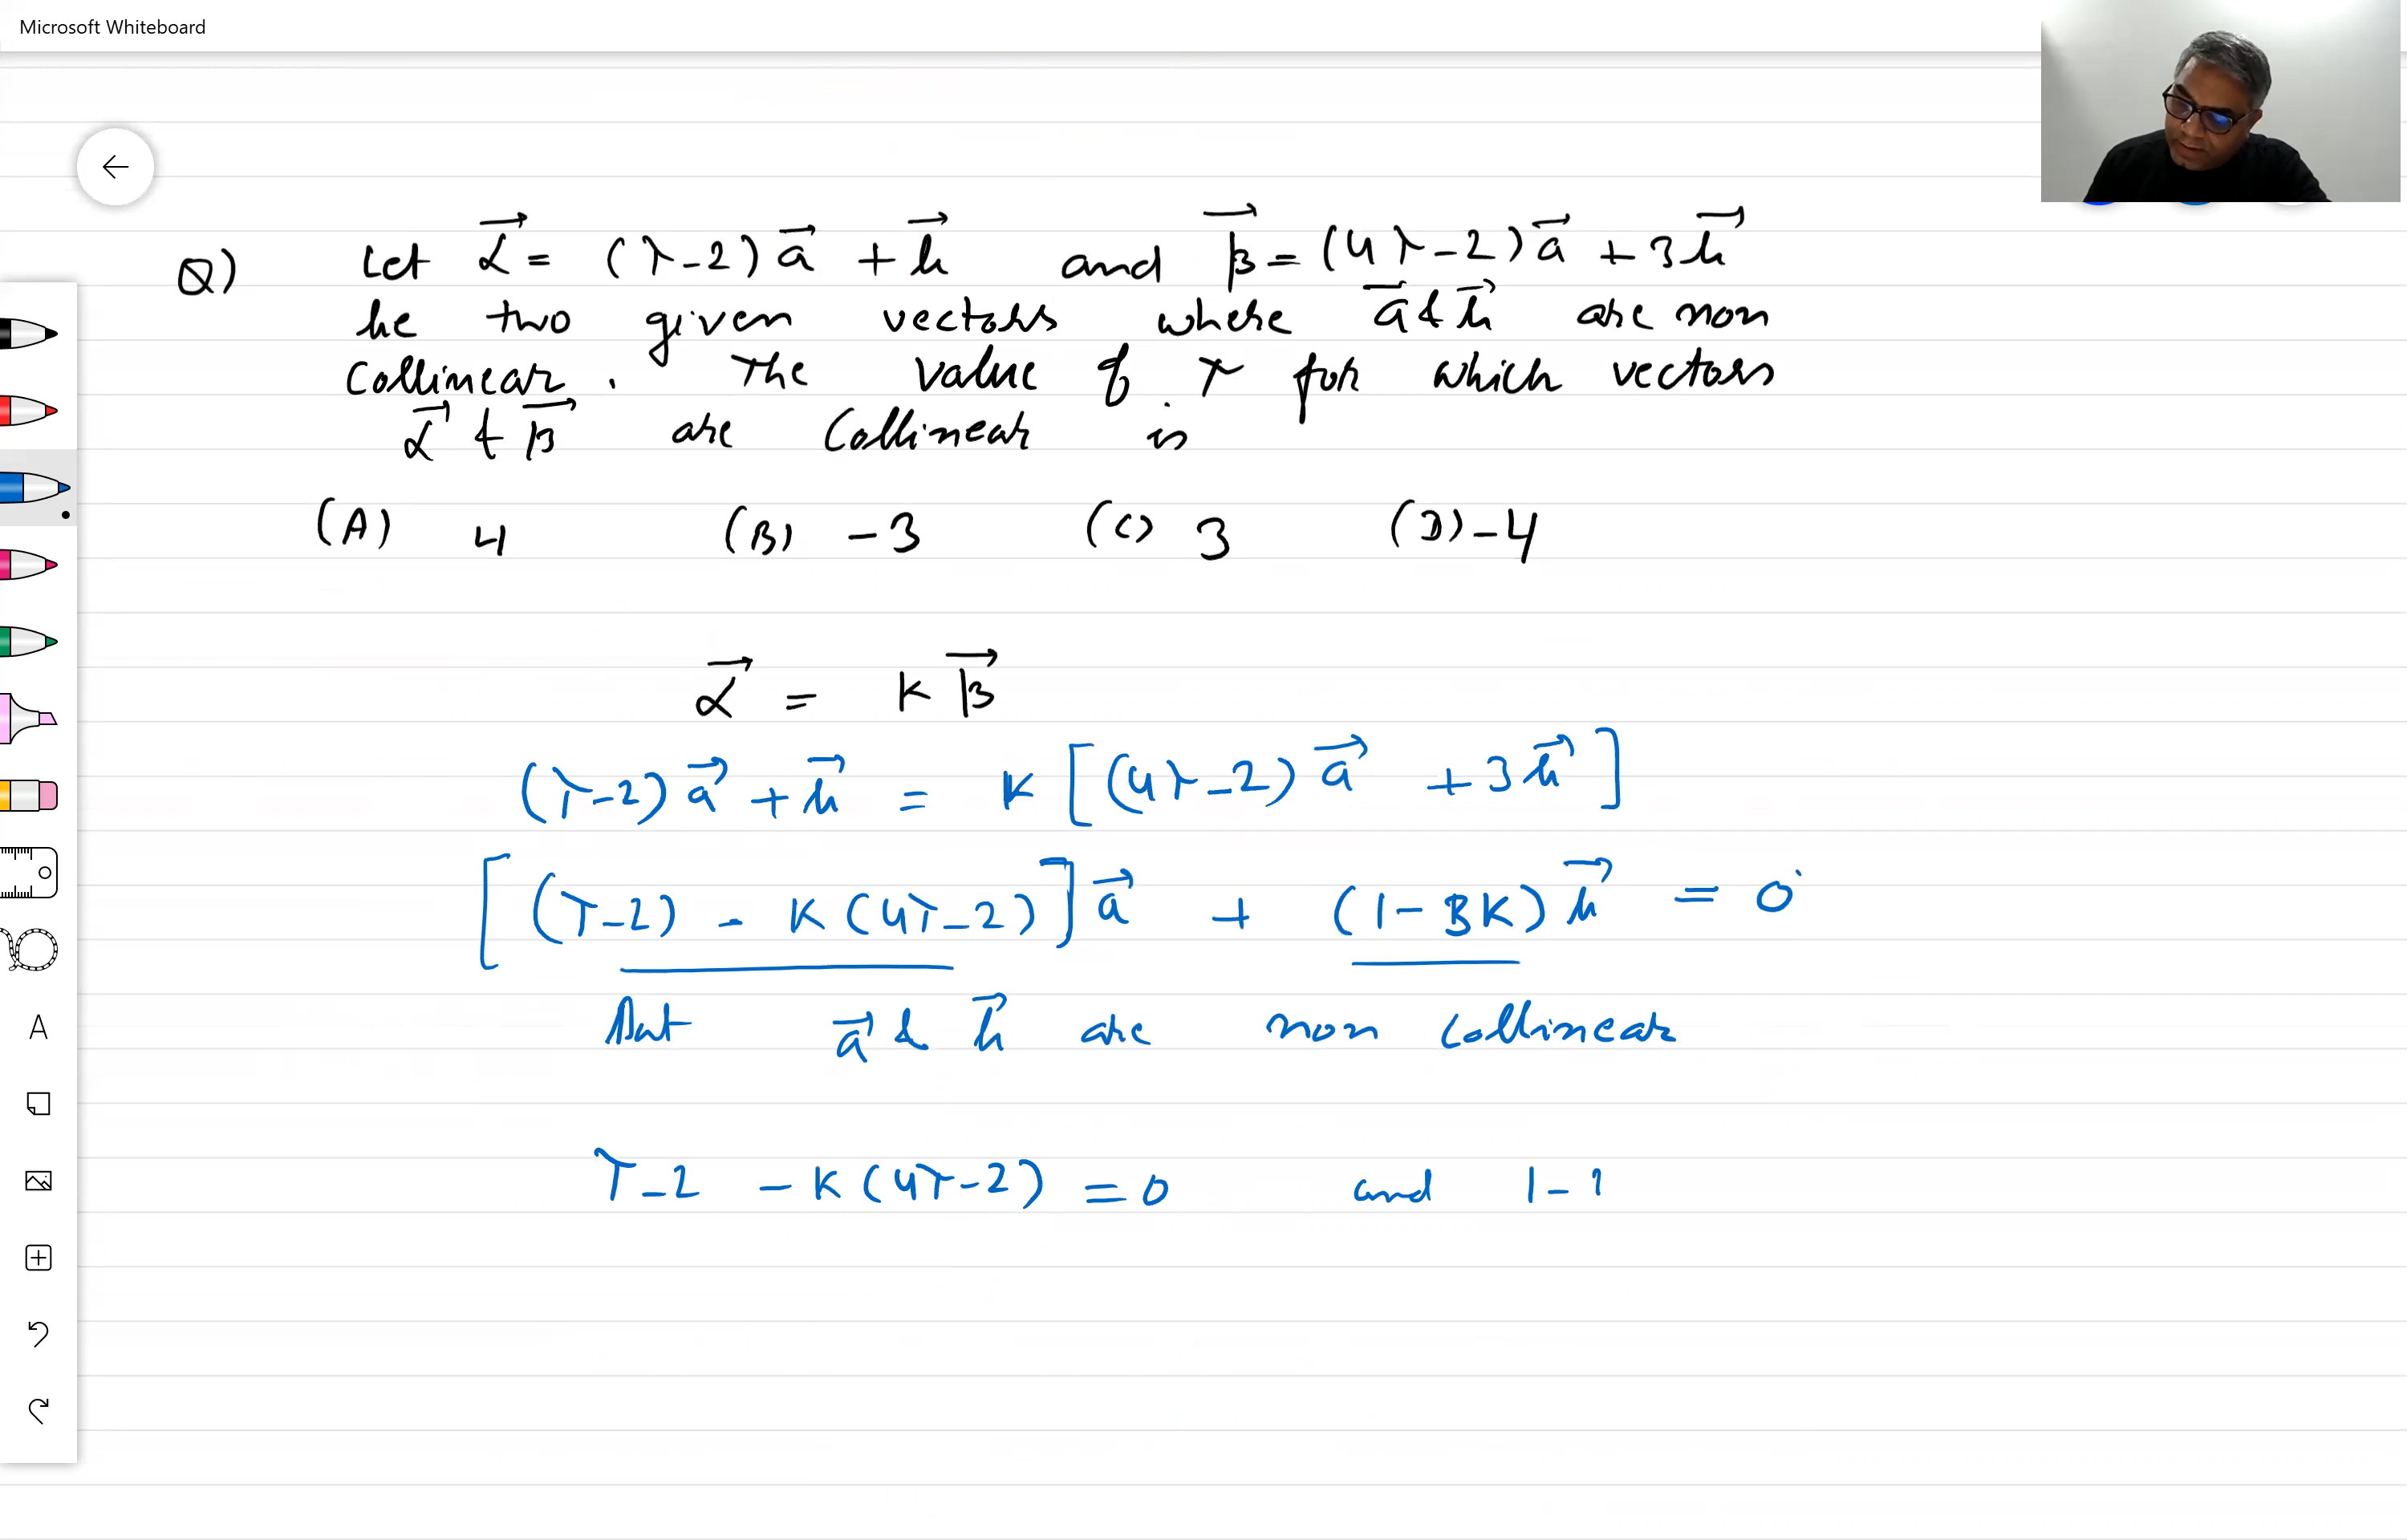 Microsoft Whiteboard
Q) Let α⃗ = (λ-2) a⃗ + b⃗ and β⃗ = (4λ-2) a⃗ + 3b⃗
be two given vectors where a⃗ & b⃗ are non
collinear. The value of λ for which vectors
α⃗ & β⃗ are collinear is
(A) 4 (B) -3 (C) 3 (D) -4
α⃗ = K β⃗
(λ-2) a⃗ + b⃗ = K [(4λ-2) a⃗ + 3b⃗]
[(λ-2) - K(4λ-2)] a⃗ + (1-3K) b⃗ = 0
But a⃗ & b⃗ are non collinear
λ-2 - K(4λ-2) = 0 and 1-
A